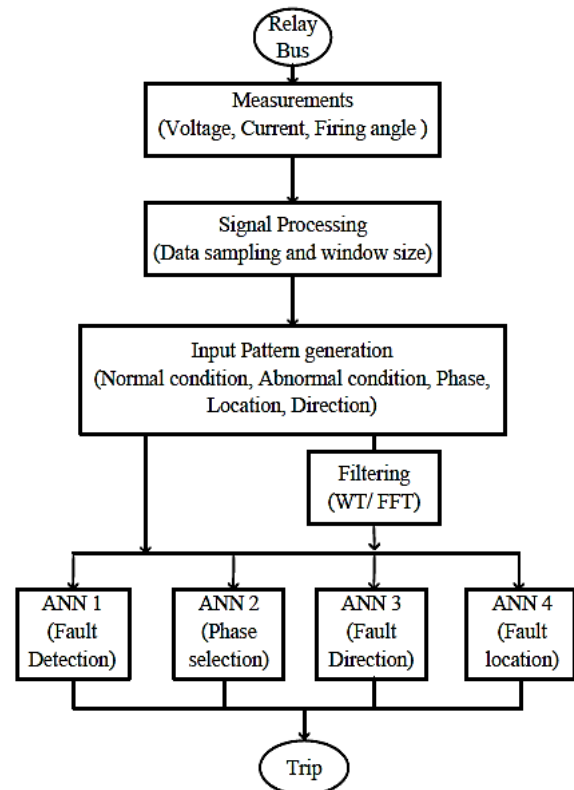 Relay
Bus
Measurements
(Voltage, Current, Firing angle )
Signal Processing
(Data sampling and window size)
Input Pattern generation
(Normal condition, Abnormal condition, Phase,
Location, Direction)
Filtering
(WT/ FFT)
ANN 1
(Fault
Detection)
ANN 2
(Phase
selection)
ANN 3
(Fault
Direction)
ANN 4
(Fault
location)
Trip